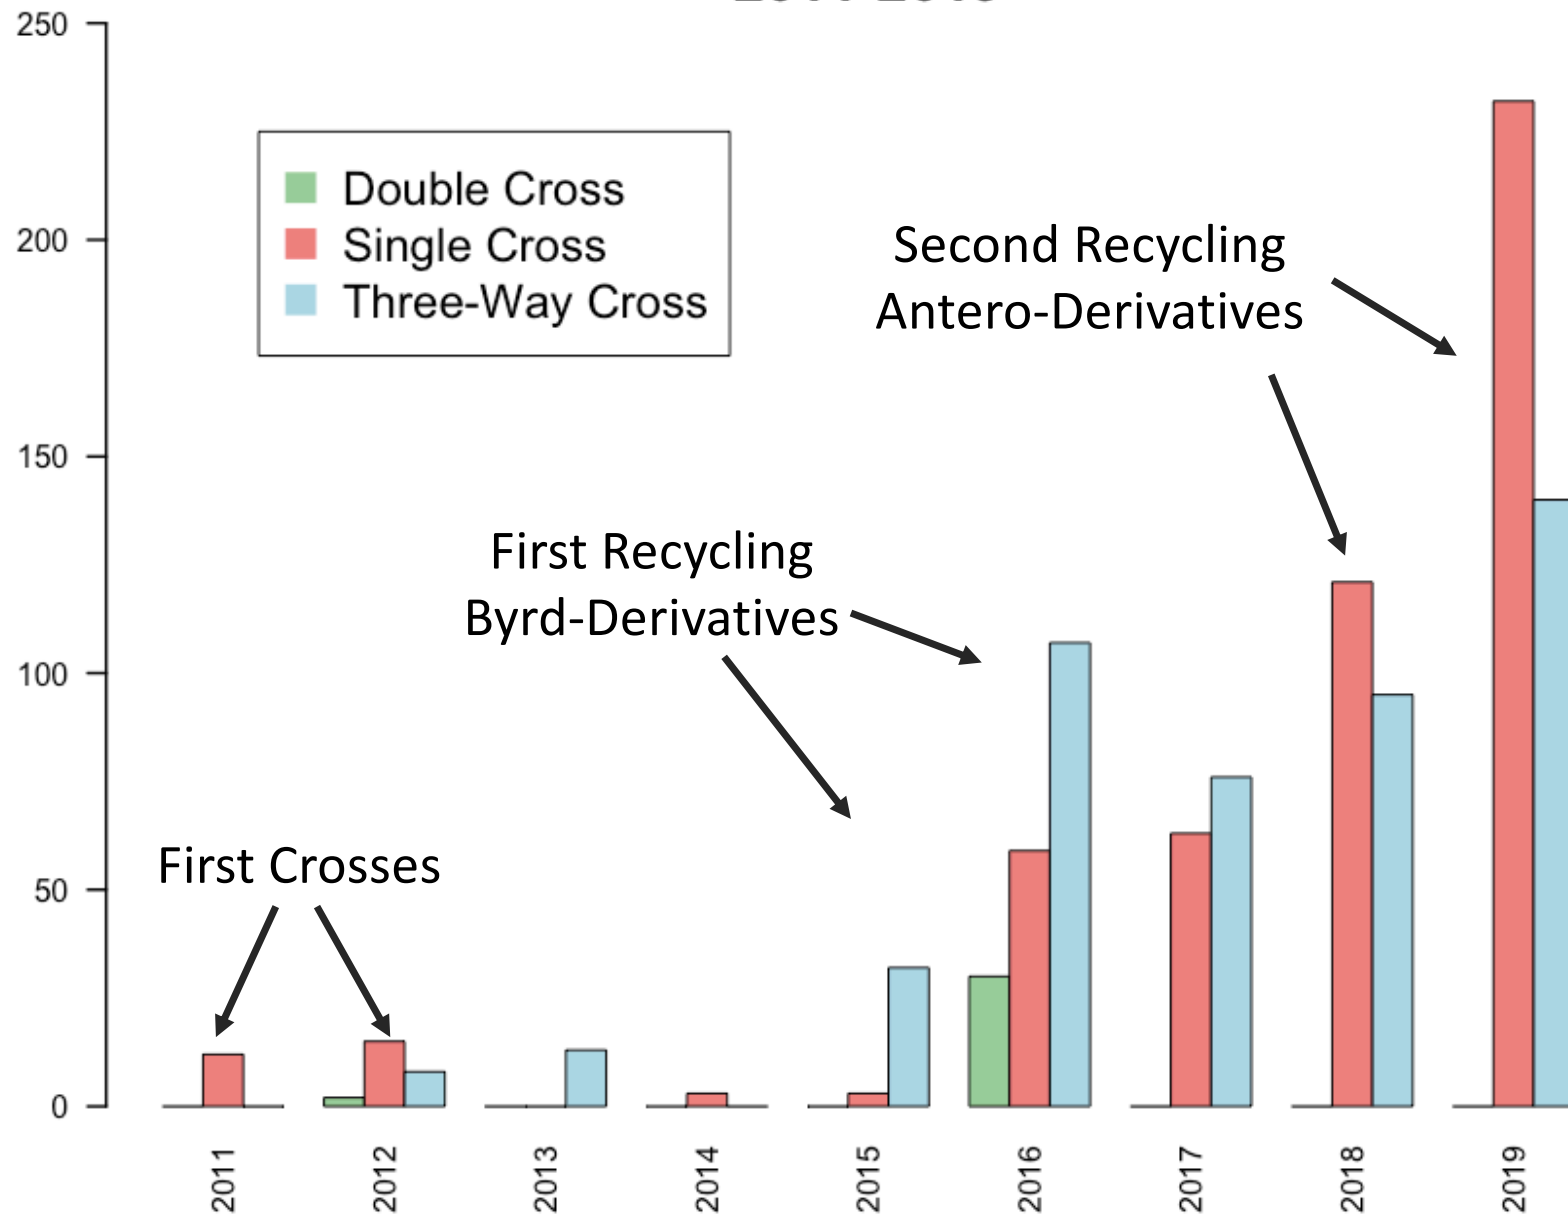 250
200
150
100
50
0
Double Cross
Single Cross
Three-Way Cross
Second Recycling
Antero-Derivatives
First Recycling
Byrd-Derivatives
First Crosses
2011
2012
2013
2014
2015
2016
2017
2018
2019